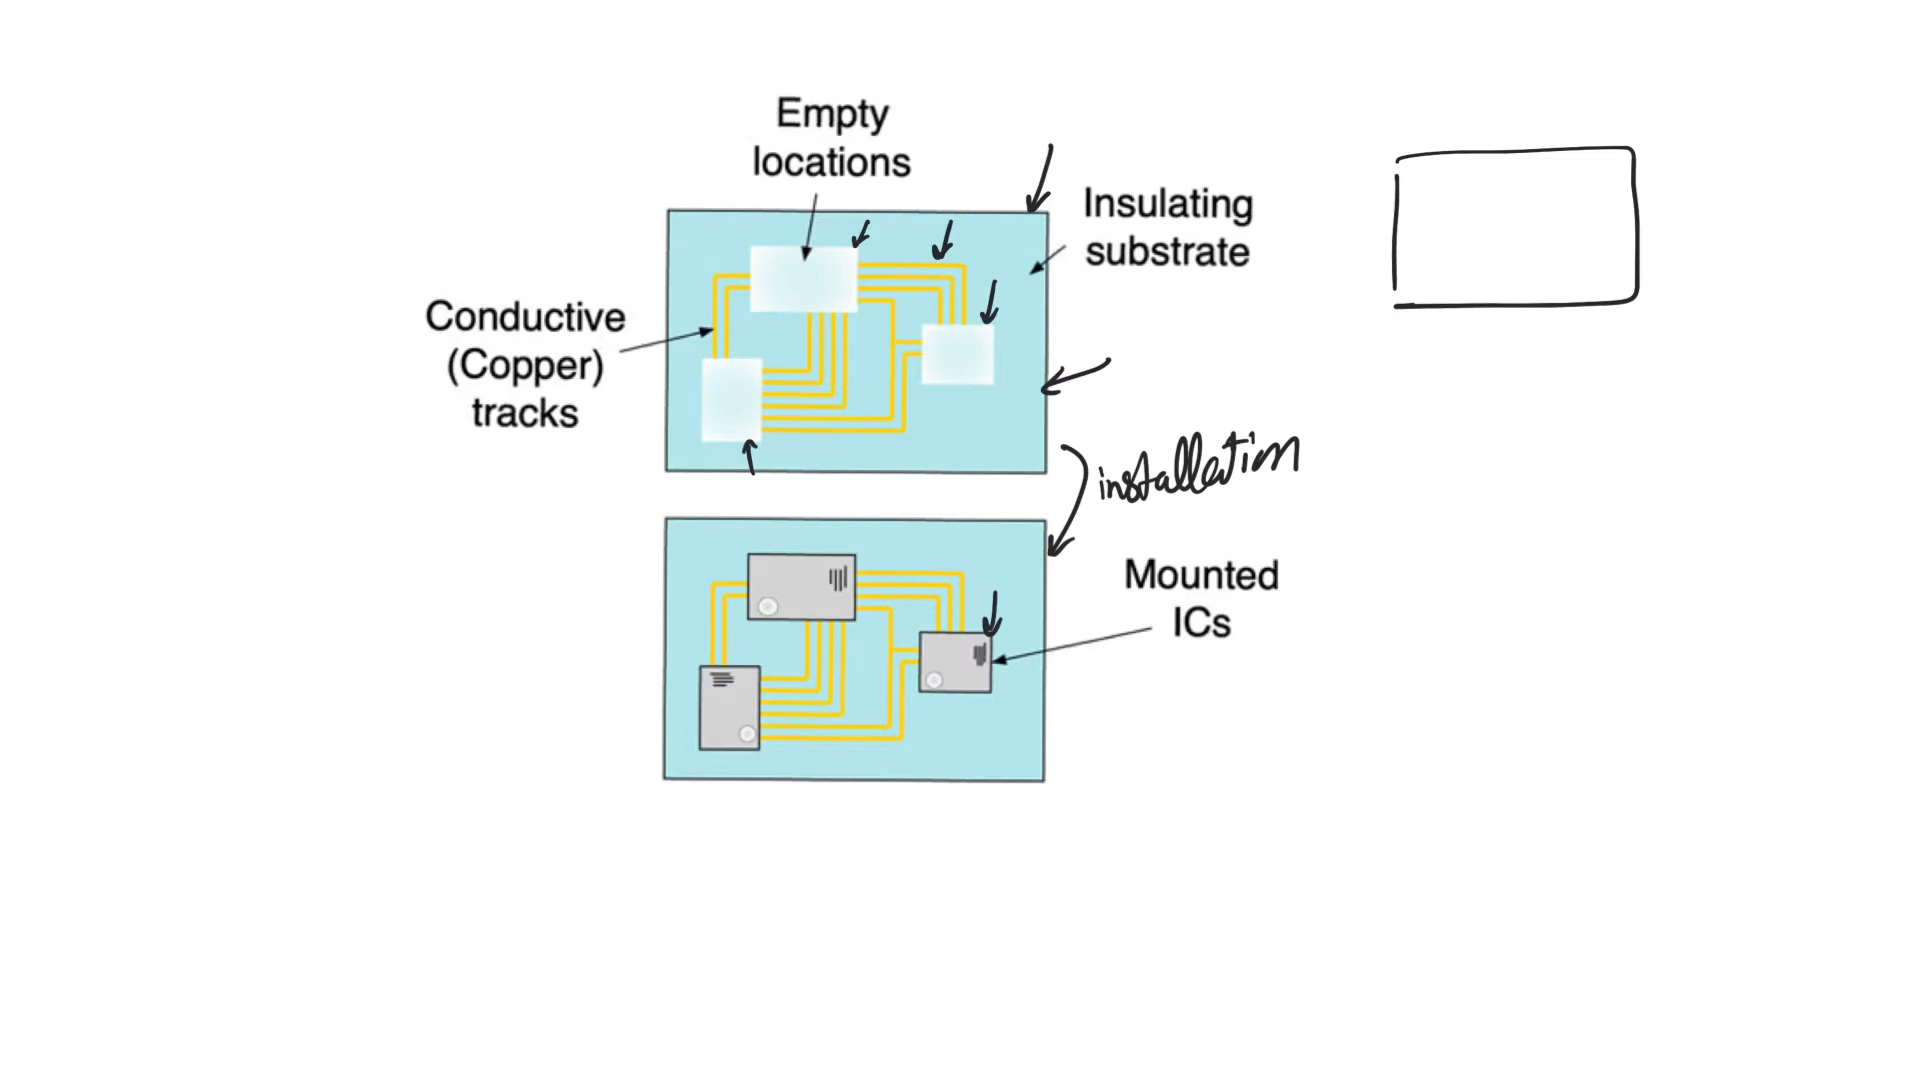 Empty
locations
Insulating
substrate
Conductive
(Copper)
tracks
installation
Mounted
ICs